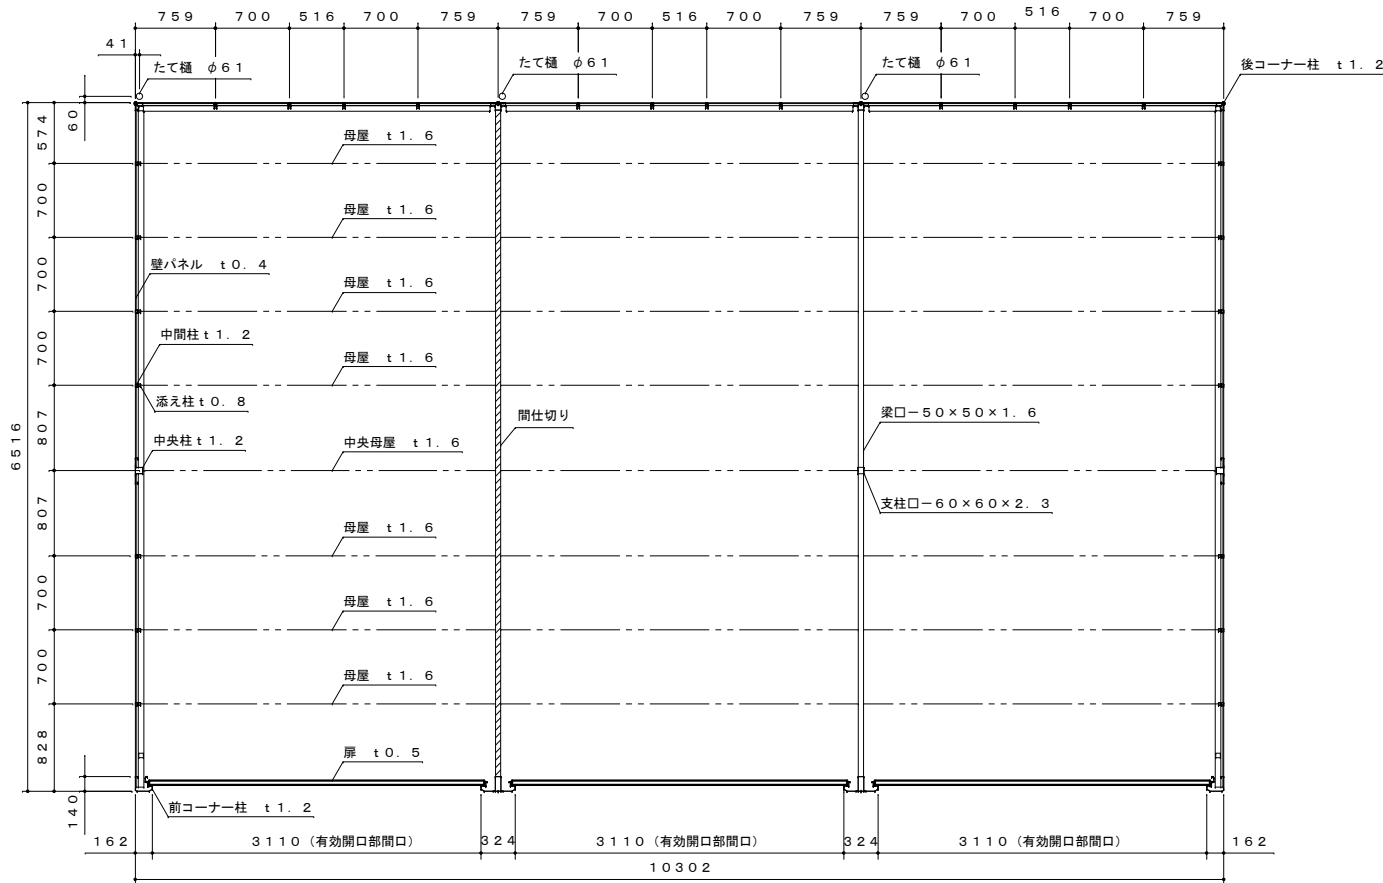 759 700 516 700 759 759 700 516 700 759 759 700 516 700 759
41
たて樋 φ61 たて樋 φ61 たて樋 φ61
後コーナー柱 t1.2
60
574
母屋 t1.6
700
母屋 t1.6
700
壁パネル t0.4
母屋 t1.6
700
中間柱t1.2
母屋 t1.6
添え柱t0.8
807
間仕切り
梁口-50×50×1.6
6516
中央柱t1.2
中央母屋 t1.6
807
支柱口-60×60×2.3
母屋 t1.6
700
母屋 t1.6
700
母屋 t1.6
828
扉 t0.5
140
前コーナー柱 t1.2
162 3110(有効開口部間口) 324 3110(有効開口部間口) 324 3110(有効開口部間口) 162
10302